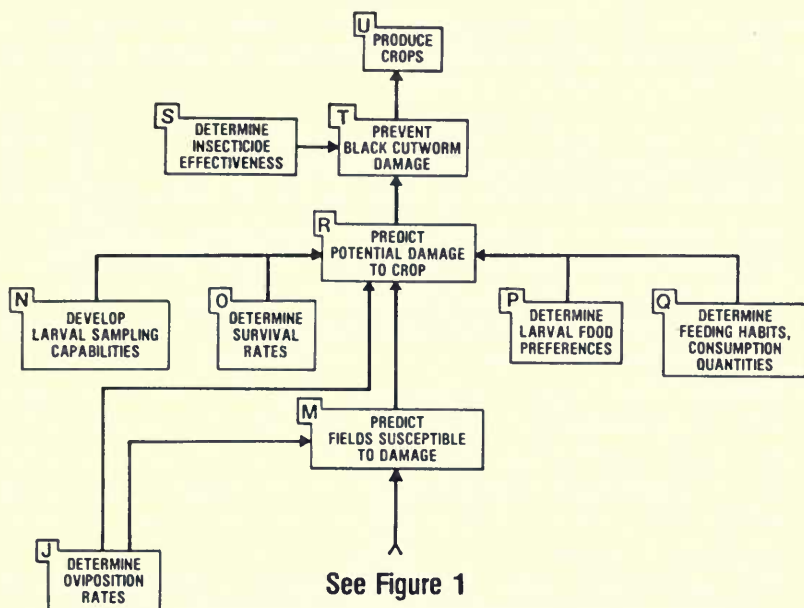 U
PRODUCE
CROPS
S
DETERMINE
INSECTICIDE
EFFECTIVENESS
T
PREVENT
BLACK CUTWORM
DAMAGE
R
PREDICT
POTENTIAL DAMAGE
TO CROP
N
DEVELOP
LARVAL SAMPLING
CAPABILITIES
O
DETERMINE
SURVIVAL
RATES
P
DETERMINE
LARVAL FOOD
PREFERENCES
Q
DETERMINE
FEEDING HABITS,
CONSUMPTION
QUANTITIES
M
PREDICT
FIELDS SUSCEPTIBLE
TO DAMAGE
J
DETERMINE
OVIPOSITION
RATES
See Figure 1